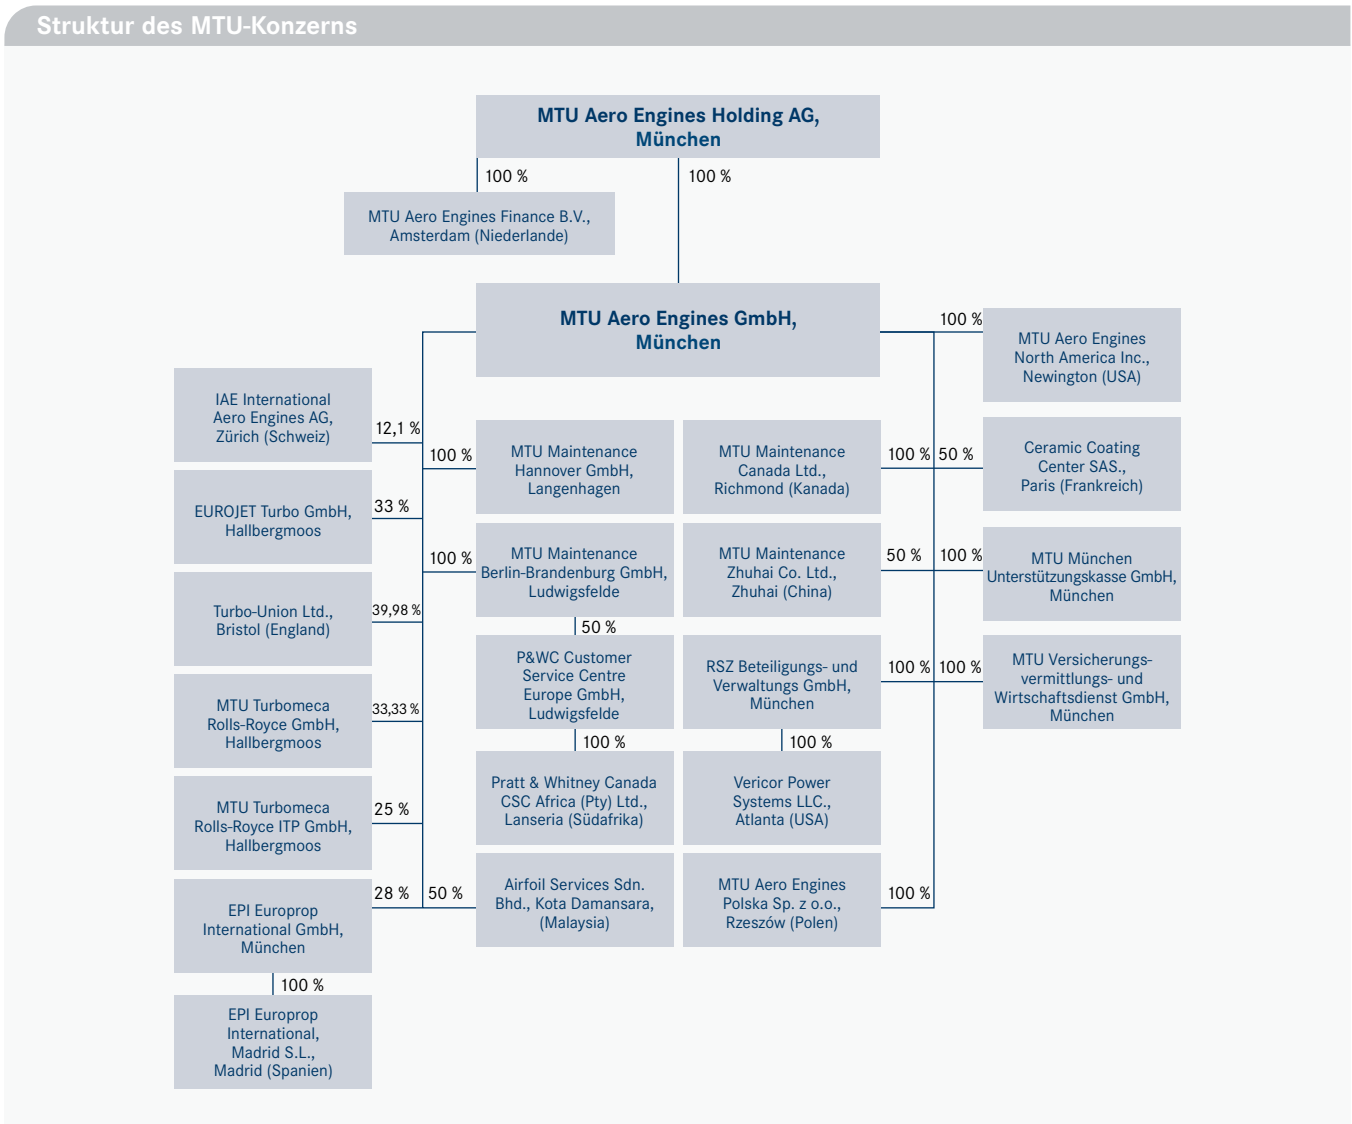 Struktur des MTU-Konzerns
MTU Aero Engines Holding AG,
München
100 %
100 %
MTU Aero Engines Finance B.V.,
Amsterdam (Niederlande)
MTU Aero Engines GmbH,
München
100 %
MTU Aero Engines
North America Inc.,
Newington (USA)
IAE International
Aero Engines AG,
Zürich (Schweiz)
12,1 %
100 %
MTU Maintenance
Hannover GmbH,
Langenhagen
MTU Maintenance
Canada Ltd.,
Richmond (Kanada)
100 %
50 %
Ceramic Coating
Center SAS.,
Paris (Frankreich)
EUROJET Turbo GmbH,
Hallbergmoos
33 %
100 %
MTU Maintenance
Berlin-Brandenburg GmbH,
Ludwigsfelde
MTU Maintenance
Zhuhai Co. Ltd.,
Zhuhai (China)
50 %
100 %
MTU München
Unterstützungskasse GmbH,
München
Turbo-Union Ltd.,
Bristol (England)
39,98 %
50 %
P&WC Customer
Service Centre
Europe GmbH,
Ludwigsfelde
RSZ Beteiligungs- und
Verwaltungs GmbH,
München
100 %
100 %
MTU Versicherungs-
vermittlungs- und
Wirtschaftsdienst GmbH,
München
MTU Turbomeca
Rolls-Royce GmbH,
Hallbergmoos
33,33 %
100 %
100 %
Pratt & Whitney Canada
CSC Africa (Pty) Ltd.,
Lanseria (Südafrika)
Vericor Power
Systems LLC.,
Atlanta (USA)
MTU Turbomeca
Rolls-Royce ITP GmbH,
Hallbergmoos
25 %
EPI Europrop
International GmbH,
München
28 %
50 %
Airfoil Services Sdn.
Bhd., Kota Damansara,
(Malaysia)
MTU Aero Engines
Polska Sp. z o.o.,
Rzeszów (Polen)
100 %
100 %
EPI Europrop
International,
Madrid S.L.,
Madrid (Spanien)